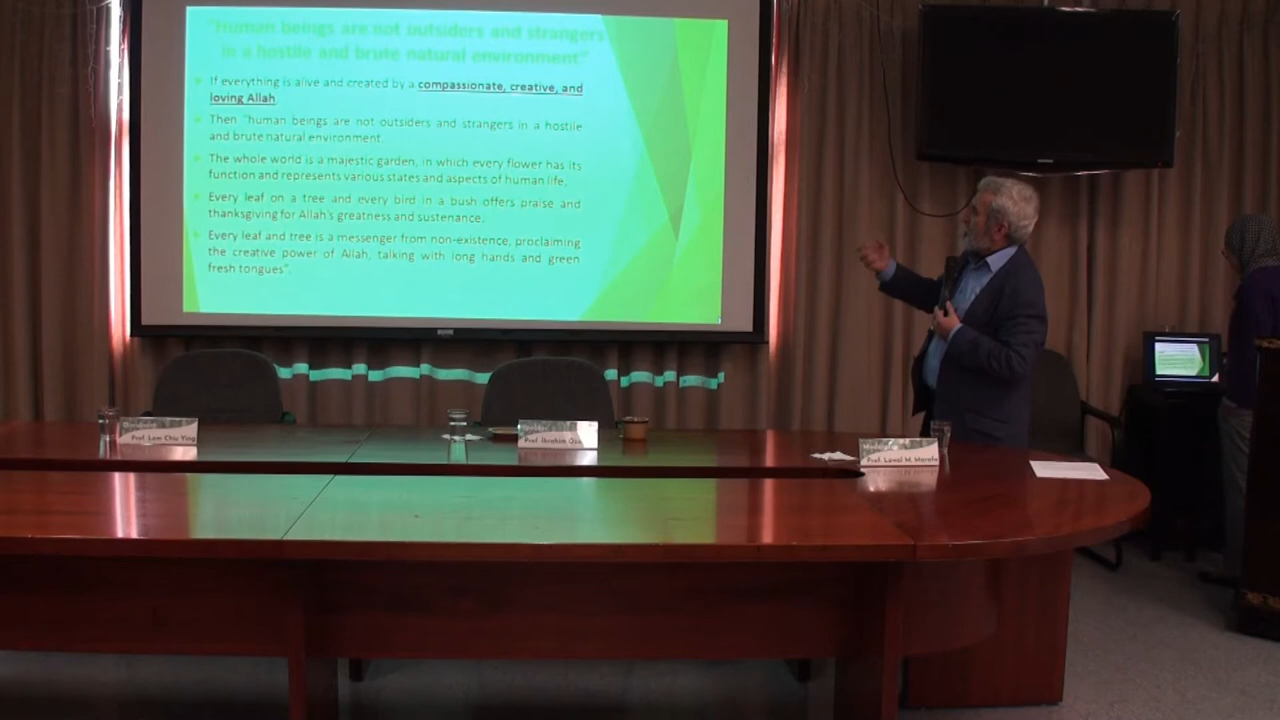 "Human beings are not outsiders and strangers
in a hostile and brute natural environment"
If everything is alive and created by a compassionate, creative, and
loving Allah
Then "human beings are not outsiders and strangers in a hostile
and brute natural environment.
The whole world is a majestic garden, in which every flower has its
function and represents various states and aspects of human life,
Every leaf on a tree and every bird in a bush offers praise and
thanksgiving for Allah's greatness and sustenance.
Every leaf and tree is a messenger from non-existence, proclaiming
the creative power of Allah, talking with long hands and green
fresh tongues".
Prof. Lam Chiu Ying
Prof. Ibrahim
Prof. Lawal M. Marafa